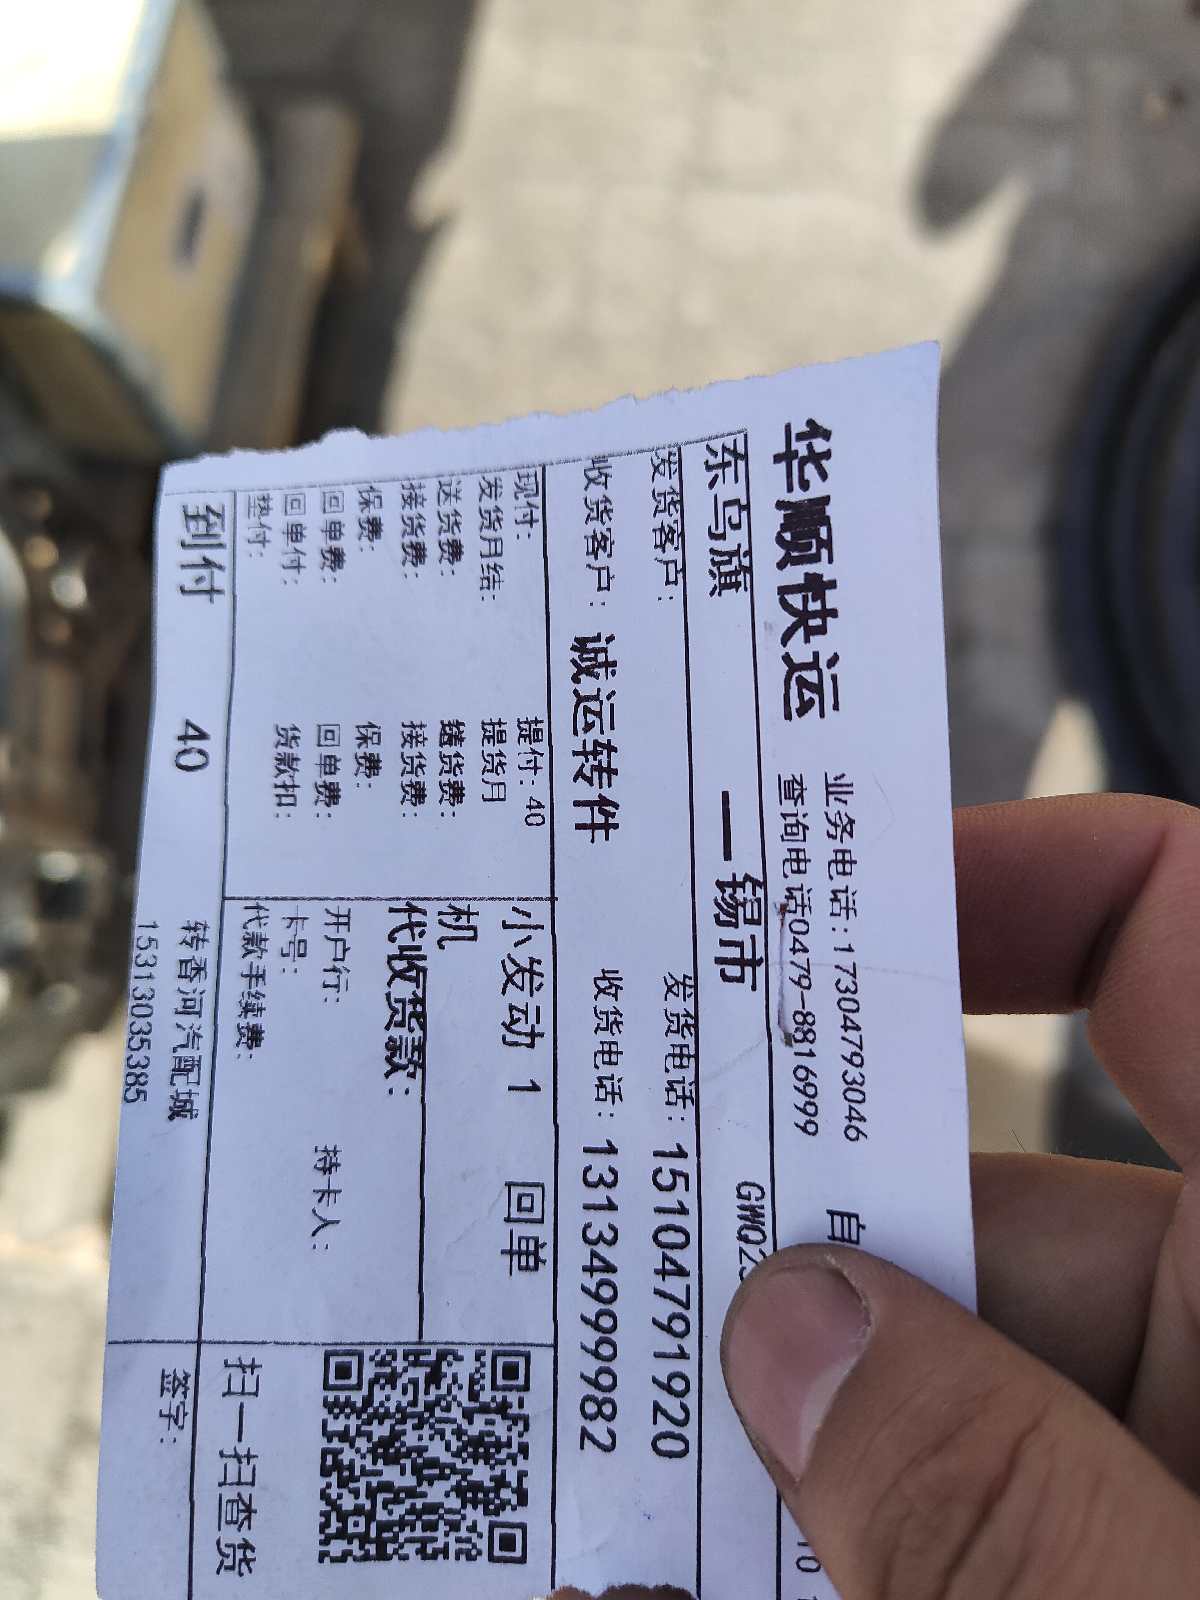 华顺快运
业务电话:17304793046
查询电话0479-8816999
自
东乌旗 — 锡市 GWQ2
10
发货客户: 发货电话: 15104791920
收货客户: 诚运转件 收货电话: 13134999982
现付: 提付: 40
发货月结: 提货月
送货费: 缮货费:
接货费: 接货费:
保费: 保费:
回单费: 回单费:
回单付: 货款扣:
垫付:
小发动 1 回单
机
代收货款:
开户行:
卡号: 持卡人:
代款手续费:
到付 40 转香河汽配城
15313035385
扫一扫查货
签字: